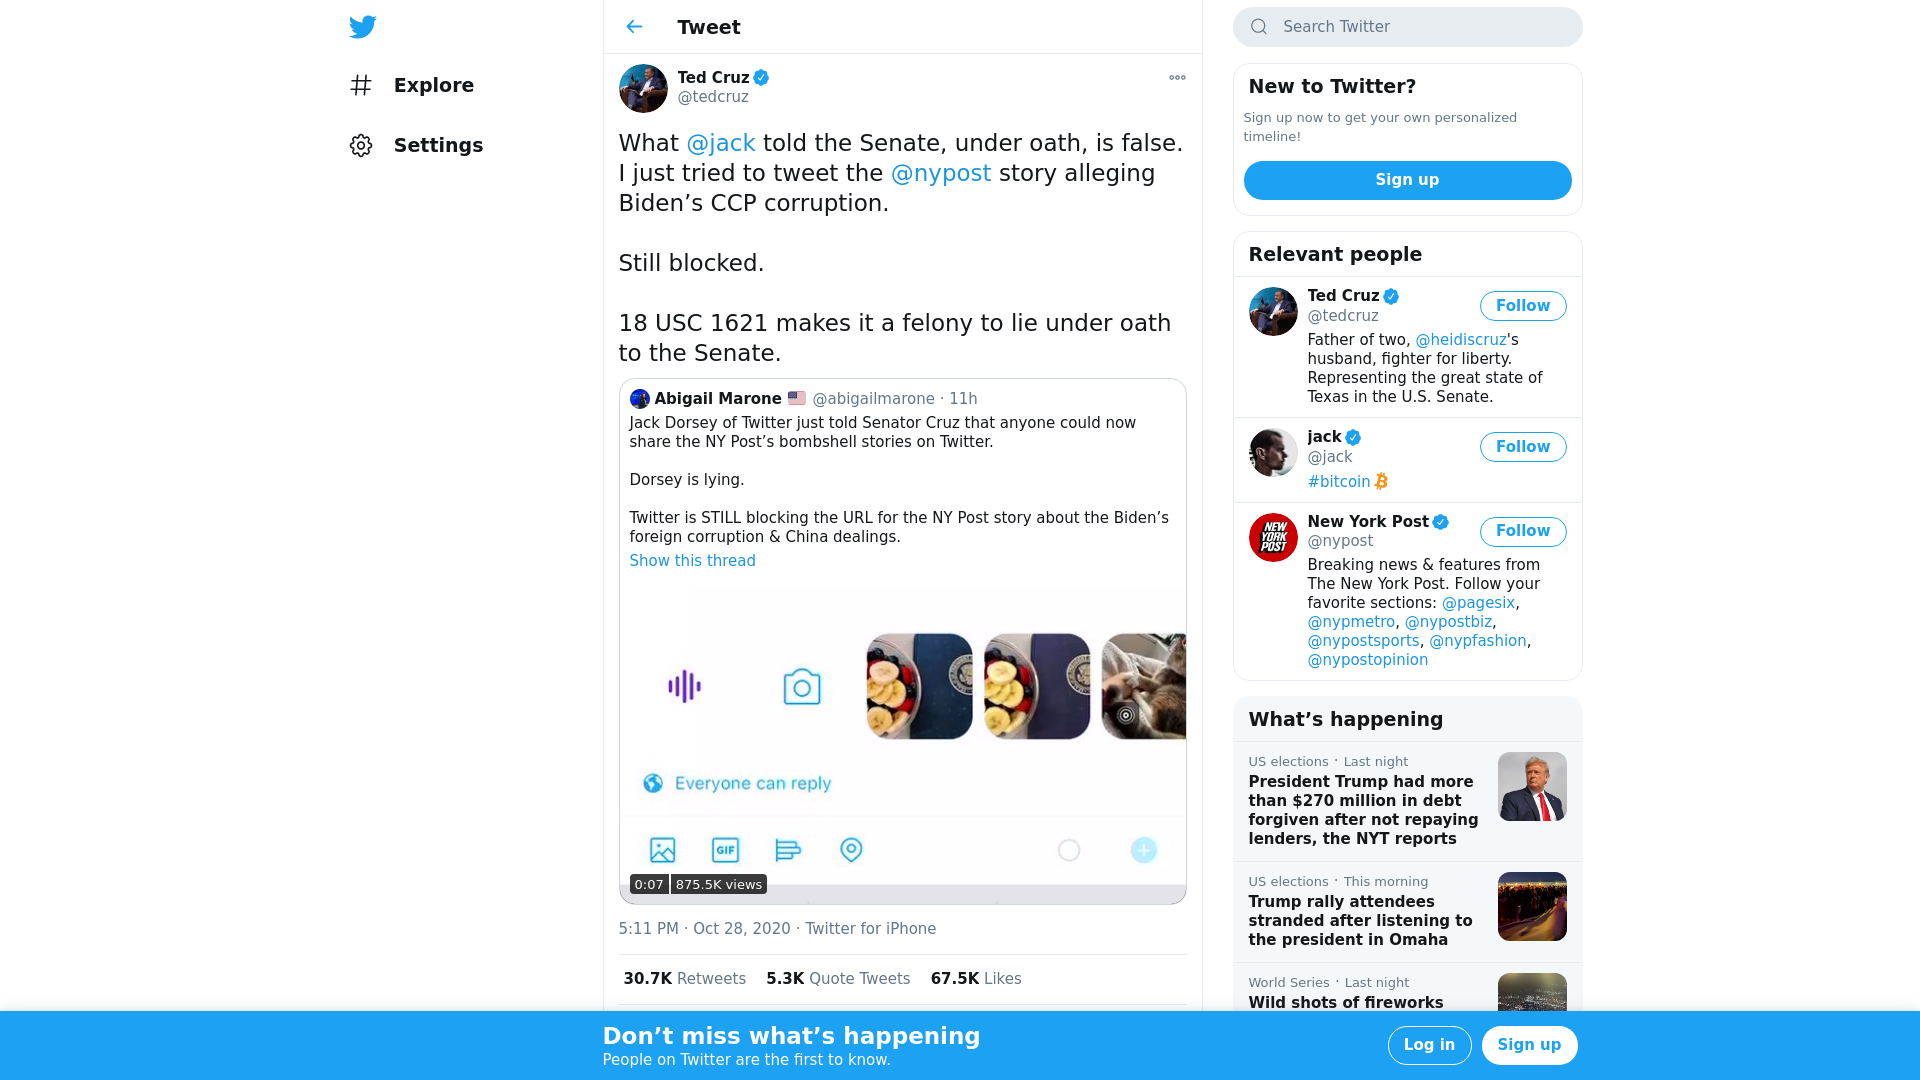 Explore
Settings
Tweet
Ted Cruz
@tedcruz
What @jack told the Senate, under oath, is false.
I just tried to tweet the @nypost story alleging
Biden’s CCP corruption.
Still blocked.
18 USC 1621 makes it a felony to lie under oath
to the Senate.
Abigail Marone @abigailmarone · 11h
Jack Dorsey of Twitter just told Senator Cruz that anyone could now
share the NY Post’s bombshell stories on Twitter.
Dorsey is lying.
Twitter is STILL blocking the URL for the NY Post story about the Biden’s
foreign corruption & China dealings.
Show this thread
Everyone can reply
GIF
0:07 875.5K views
5:11 PM · Oct 28, 2020 · Twitter for iPhone
30.7K Retweets 5.3K Quote Tweets 67.5K Likes
Search Twitter
New to Twitter?
Sign up now to get your own personalized
timeline!
Sign up
Relevant people
Ted Cruz
@tedcruz
Follow
Father of two, @heidiscruz's
husband, fighter for liberty.
Representing the great state of
Texas in the U.S. Senate.
jack
@jack
Follow
#bitcoin
New York Post
@nypost
Follow
NEW
YORK
POST
Breaking news & features from
The New York Post. Follow your
favorite sections: @pagesix,
@nypmetro, @nypostbiz,
@nypostsports, @nypfashion,
@nypostopinion
What’s happening
US elections · Last night
President Trump had more
than $270 million in debt
forgiven after not repaying
lenders, the NYT reports
US elections · This morning
Trump rally attendees
stranded after listening to
the president in Omaha
World Series · Last night
Wild shots of fireworks
Don’t miss what’s happening
People on Twitter are the first to know.
Log in
Sign up